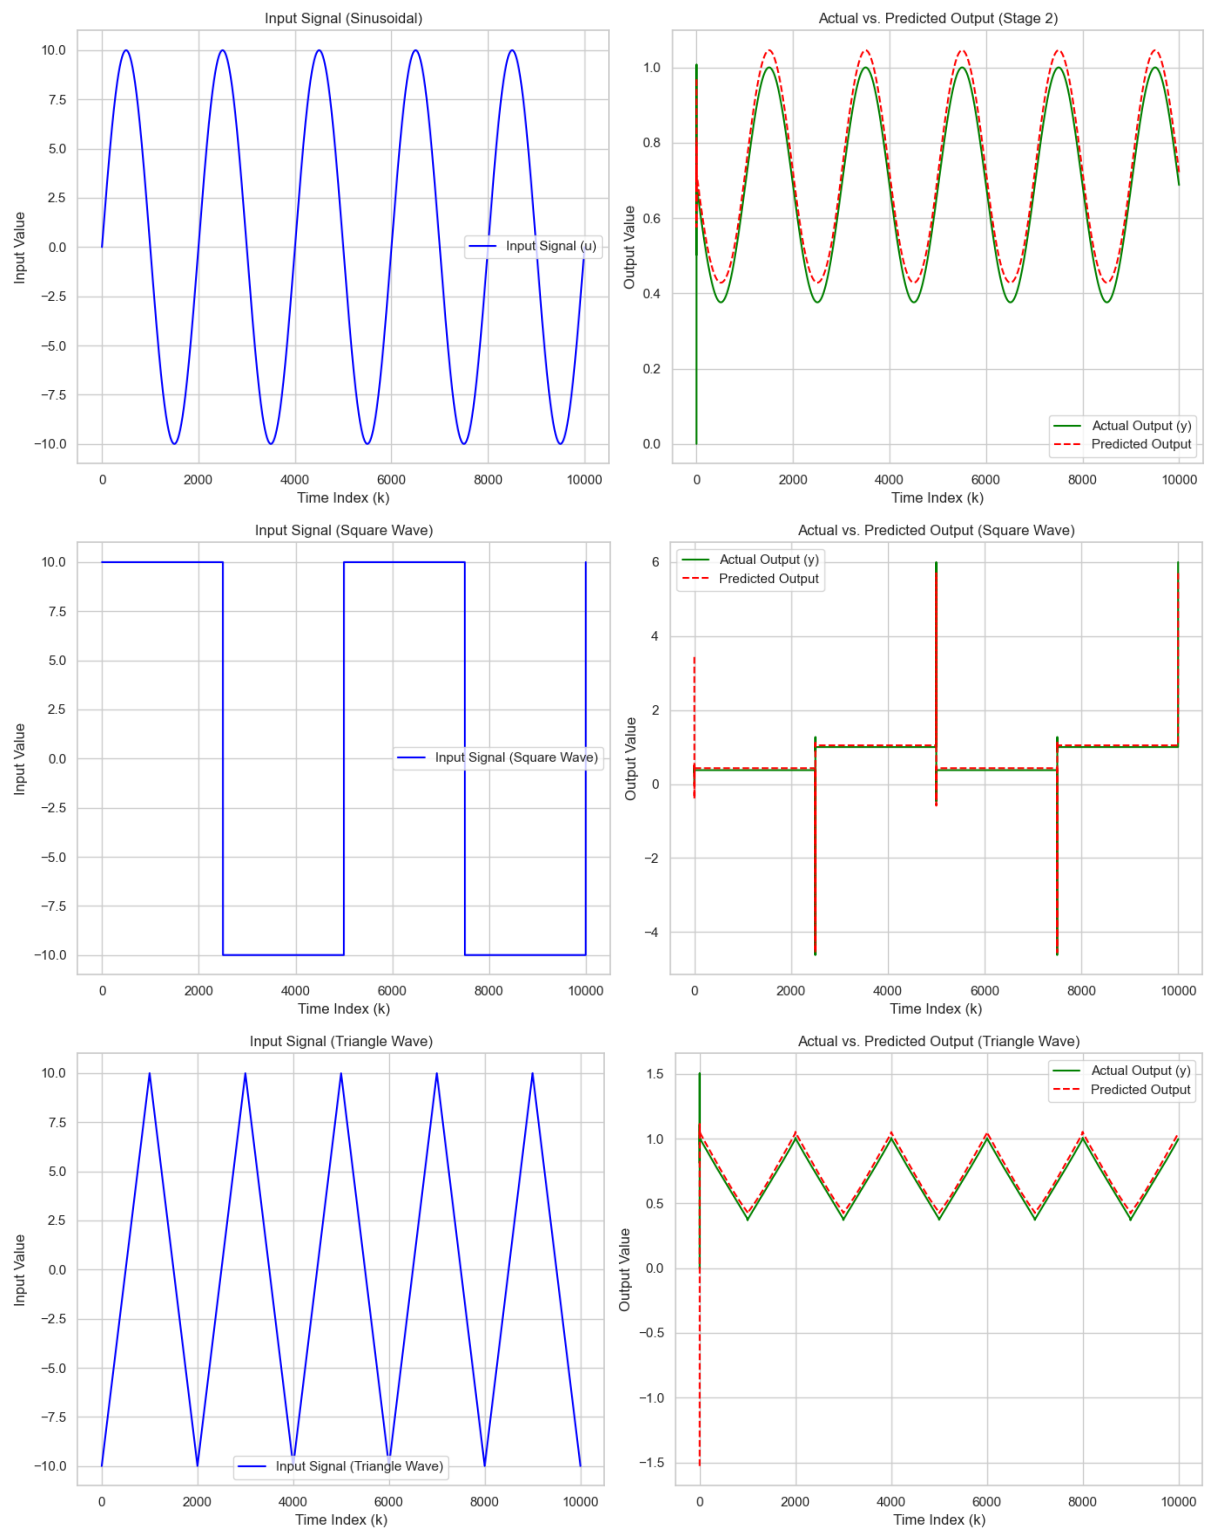 Input Signal (Sinusoidal)
10.0
7.5
5.0
2.5
0.0
−2.5
−5.0
−7.5
−10.0
Input Value
Input Signal (u)
0 2000 4000 6000 8000 10000
Time Index (k)
Actual vs. Predicted Output (Stage 2)
1.0
0.8
0.6
0.4
0.2
0.0
Output Value
Actual Output (y)
Predicted Output
0 2000 4000 6000 8000 10000
Time Index (k)
Input Signal (Square Wave)
10.0
7.5
5.0
2.5
0.0
−2.5
−5.0
−7.5
−10.0
Input Value
Input Signal (Square Wave)
0 2000 4000 6000 8000 10000
Time Index (k)
Actual vs. Predicted Output (Square Wave)
Actual Output (y)
Predicted Output
6
4
2
0
−2
−4
Output Value
0 2000 4000 6000 8000 10000
Time Index (k)
Input Signal (Triangle Wave)
10.0
7.5
5.0
2.5
0.0
−2.5
−5.0
−7.5
−10.0
Input Value
Input Signal (Triangle Wave)
0 2000 4000 6000 8000 10000
Time Index (k)
Actual vs. Predicted Output (Triangle Wave)
Actual Output (y)
Predicted Output
1.5
1.0
0.5
0.0
−0.5
−1.0
−1.5
Output Value
0 2000 4000 6000 8000 10000
Time Index (k)